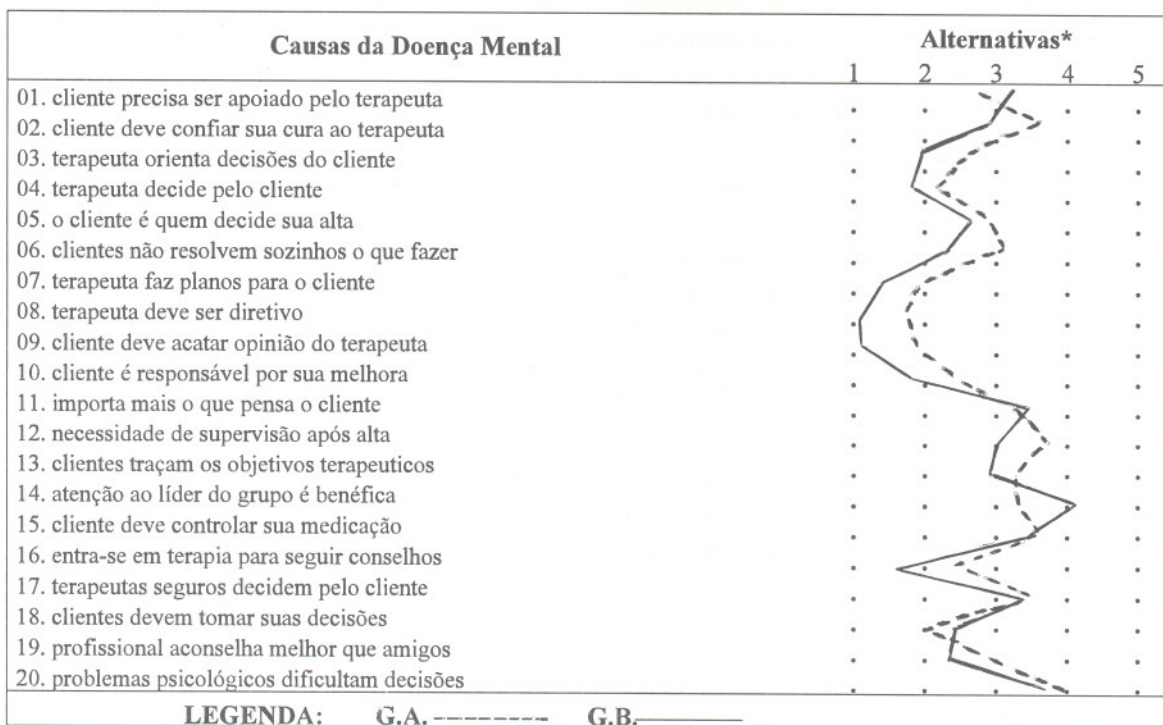 Causas da Doença Mental Alternativas*
1 2 3 4 5
01. cliente precisa ser apoiado pelo terapeuta
02. cliente deve confiar sua cura ao terapeuta
03. terapeuta orienta decisões do cliente
04. terapeuta decide pelo cliente
05. o cliente é quem decide sua alta
06. clientes não resolvem sozinhos o que fazer
07. terapeuta faz planos para o cliente
08. terapeuta deve ser diretivo
09. cliente deve acatar opinião do terapeuta
10. cliente é responsável por sua melhora
11. importa mais o que pensa o cliente
12. necessidade de supervisão após alta
13. clientes traçam os objetivos terapeuticos
14. atenção ao líder do grupo é benéfica
15. cliente deve controlar sua medicação
16. entra-se em terapia para seguir conselhos
17. terapeutas seguros decidem pelo cliente
18. clientes devem tomar suas decisões
19. profissional aconselha melhor que amigos
20. problemas psicológicos dificultam decisões
LEGENDA: G.A. --------- G.B.————